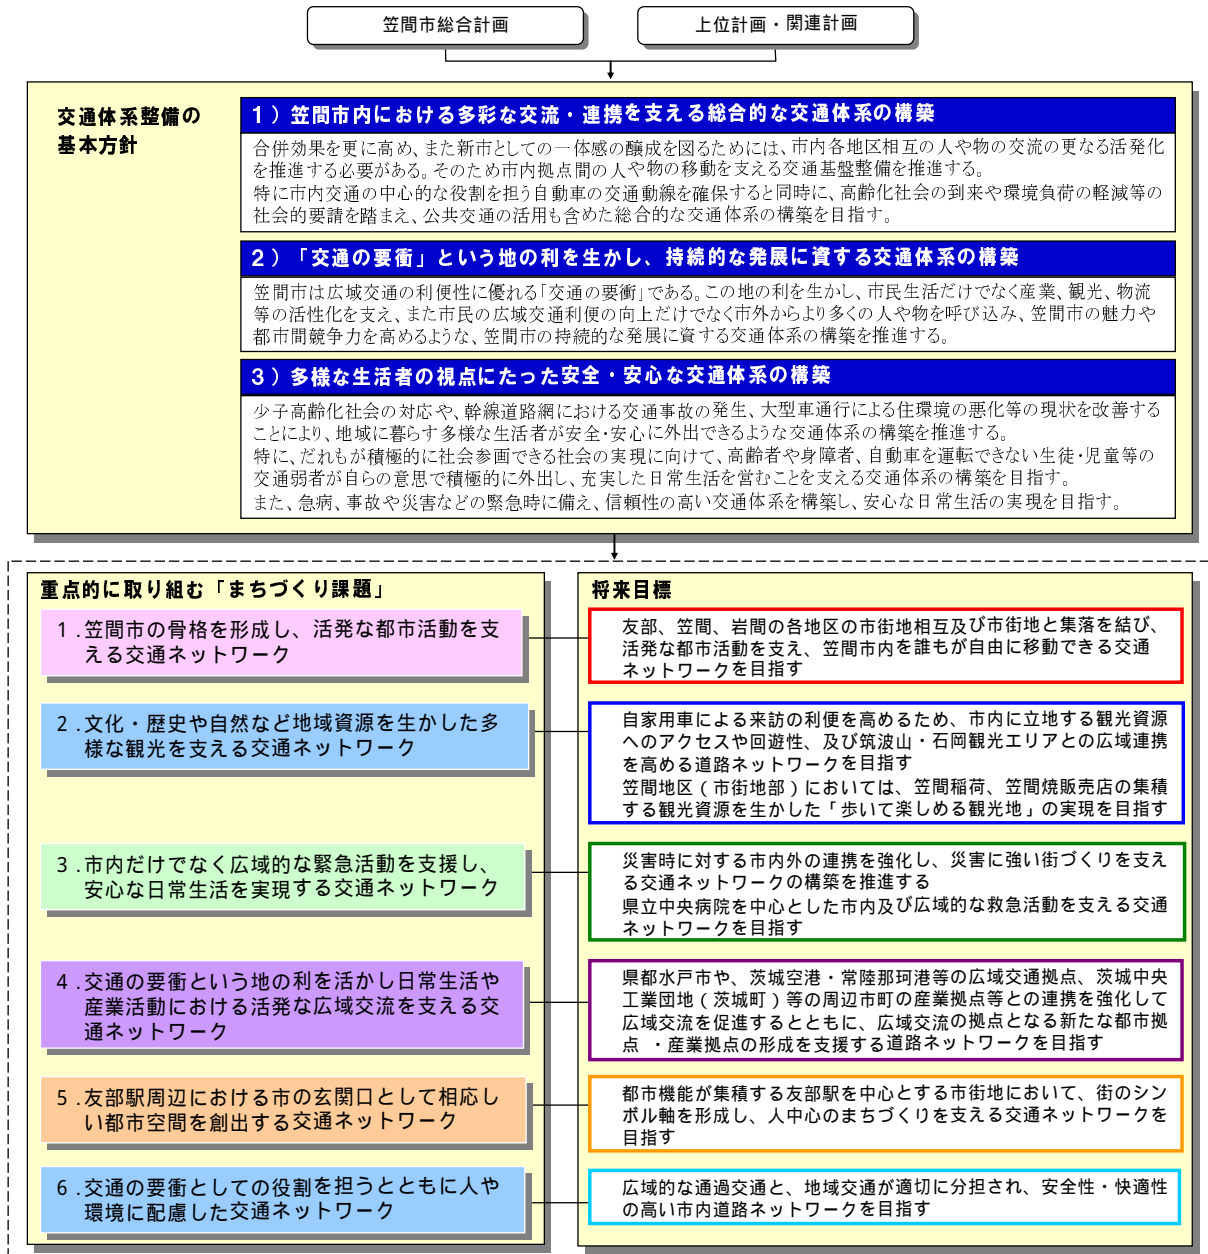 笠間市総合計画
上位計画・関連計画
交通体系整備の
基本方針
１）笠間市内における多彩な交流・連携を支える総合的な交通体系の構築
合併効果を更に高め、また新市としての一体感の醸成を図るためには、市内各地区相互の人や物の交流の更なる活発化
を推進する必要がある。そのため市内拠点間の人や物の移動を支える交通基盤整備を推進する。
特に市内交通の中心的な役割を担う自動車の交通動線を確保すると同時に、高齢化社会の到来や環境負荷の軽減等の
社会的要請を踏まえ、公共交通の活用も含めた総合的な交通体系の構築を目指す。
２）「交通の要衝」という地の利を生かし、持続的な発展に資する交通体系の構築
笠間市は広域交通の利便性に優れる「交通の要衝」である。この地の利を生かし、市民生活だけでなく産業、観光、物流
等の活性化を支え、また市民の広域交通利便の向上だけでなく市外からより多くの人や物を呼び込み、笠間市の魅力や
都市間競争力を高めるような、笠間市の持続的な発展に資する交通体系の構築を推進する。
３）多様な生活者の視点にたった安全・安心な交通体系の構築
少子高齢化社会の対応や、幹線道路網における交通事故の発生、大型車通行による住環境の悪化等の現状を改善する
ことにより、地域に暮らす多様な生活者が安全・安心に外出できるような交通体系の構築を推進する。
特に、だれもが積極的に社会参画できる社会の実現に向けて、高齢者や身障者、自動車を運転できない生徒・児童等の
交通弱者が自らの意思で積極的に外出し、充実した日常生活を営むことを支える交通体系の構築を目指す。
また、急病、事故や災害などの緊急時に備え、信頼性の高い交通体系を構築し、安心な日常生活の実現を目指す。
重点的に取り組む「まちづくり課題」
１.笠間市の骨格を形成し、活発な都市活動を支
える交通ネットワーク
２.文化・歴史や自然など地域資源を生かした多
様な観光を支える交通ネットワーク
３.市内だけでなく広域的な緊急活動を支援し、
安心な日常生活を実現する交通ネットワーク
４.交通の要衝という地の利を活かし日常生活や
産業活動における活発な広域交流を支える交
通ネットワーク
５.友部駅周辺における市の玄関口として相応し
い都市空間を創出する交通ネットワーク
６.交通の要衝としての役割を担うとともに人や
環境に配慮した交通ネットワーク
将来目標
友部、笠間、岩間の各地区の市街地相互及び市街地と集落を結び、
活発な都市活動を支え、笠間市内を誰もが自由に移動できる交通
ネットワークを目指す
自家用車による来訪の利便を高めるため、市内に立地する観光資源
へのアクセスや回遊性、及び筑波山・石岡観光エリアとの広域連携
を高める道路ネットワークを目指す
笠間地区（市街地部）においては、笠間稲荷、笠間焼販売店の集積
する観光資源を生かした「歩いて楽しめる観光地」の実現を目指す
災害時に対する市内外の連携を強化し、災害に強い街づくりを支え
る交通ネットワークの構築を推進する
県立中央病院を中心とした市内及び広域的な救急活動を支える交通
ネットワークを目指す
県都水戸市や、茨城空港・常陸那珂港等の広域交通拠点、茨城中央
工業団地（茨城町）等の周辺市町の産業拠点等との連携を強化して
広域交流を促進するとともに、広域交流の拠点となる新たな都市拠
点 ・産業拠点の形成を支援する道路ネットワークを目指す
都市機能が集積する友部駅を中心とする市街地において、街のシン
ボル軸を形成し、人中心のまちづくりを支える交通ネットワークを
目指す
広域的な通過交通と、地域交通が適切に分担され、安全性・快適性
の高い市内道路ネットワークを目指す